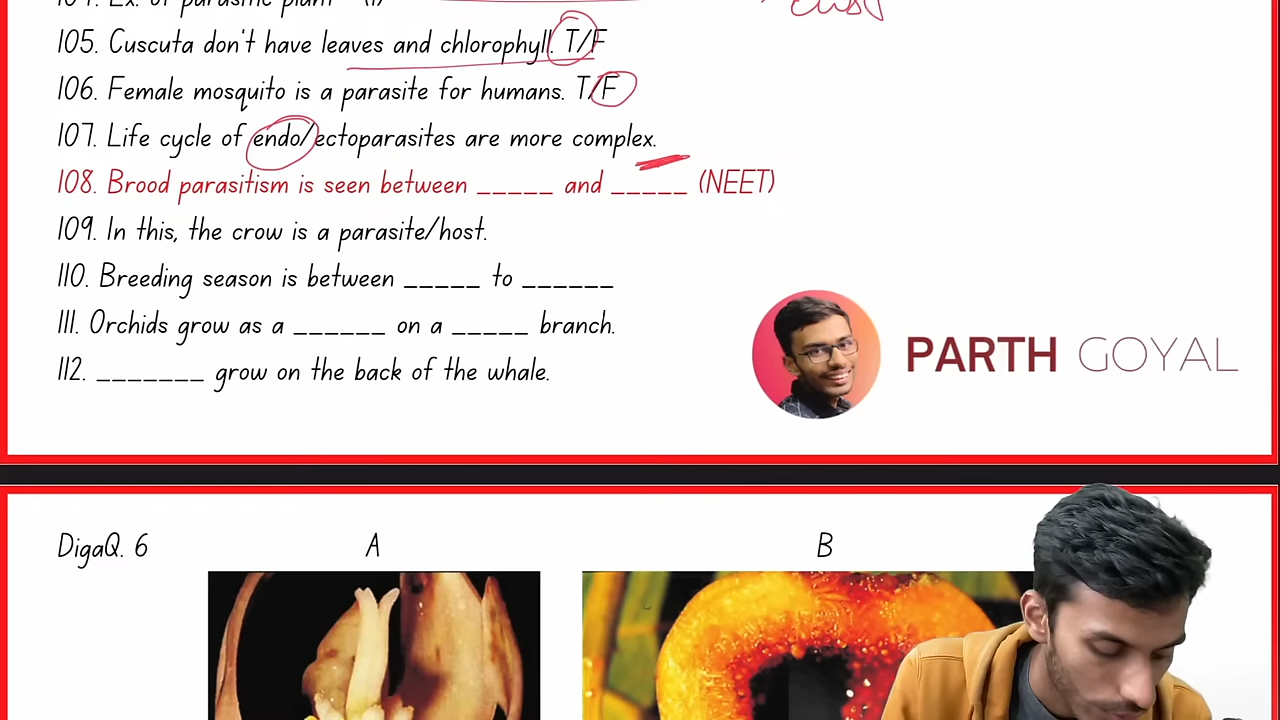 105. Cuscuta don't have leaves and chlorophyll. T/F
106. Female mosquito is a parasite for humans. T/F
107. Life cycle of endo/ectoparasites are more complex.
108. Brood parasitism is seen between _____ and _____ (NEET)
109. In this, the crow is a parasite/host.
110. Breeding season is between _____ to ______
111. Orchids grow as a ______ on a _____ branch.
112. _______ grow on the back of the whale.
PARTH GOYAL
DigaQ. 6 A B